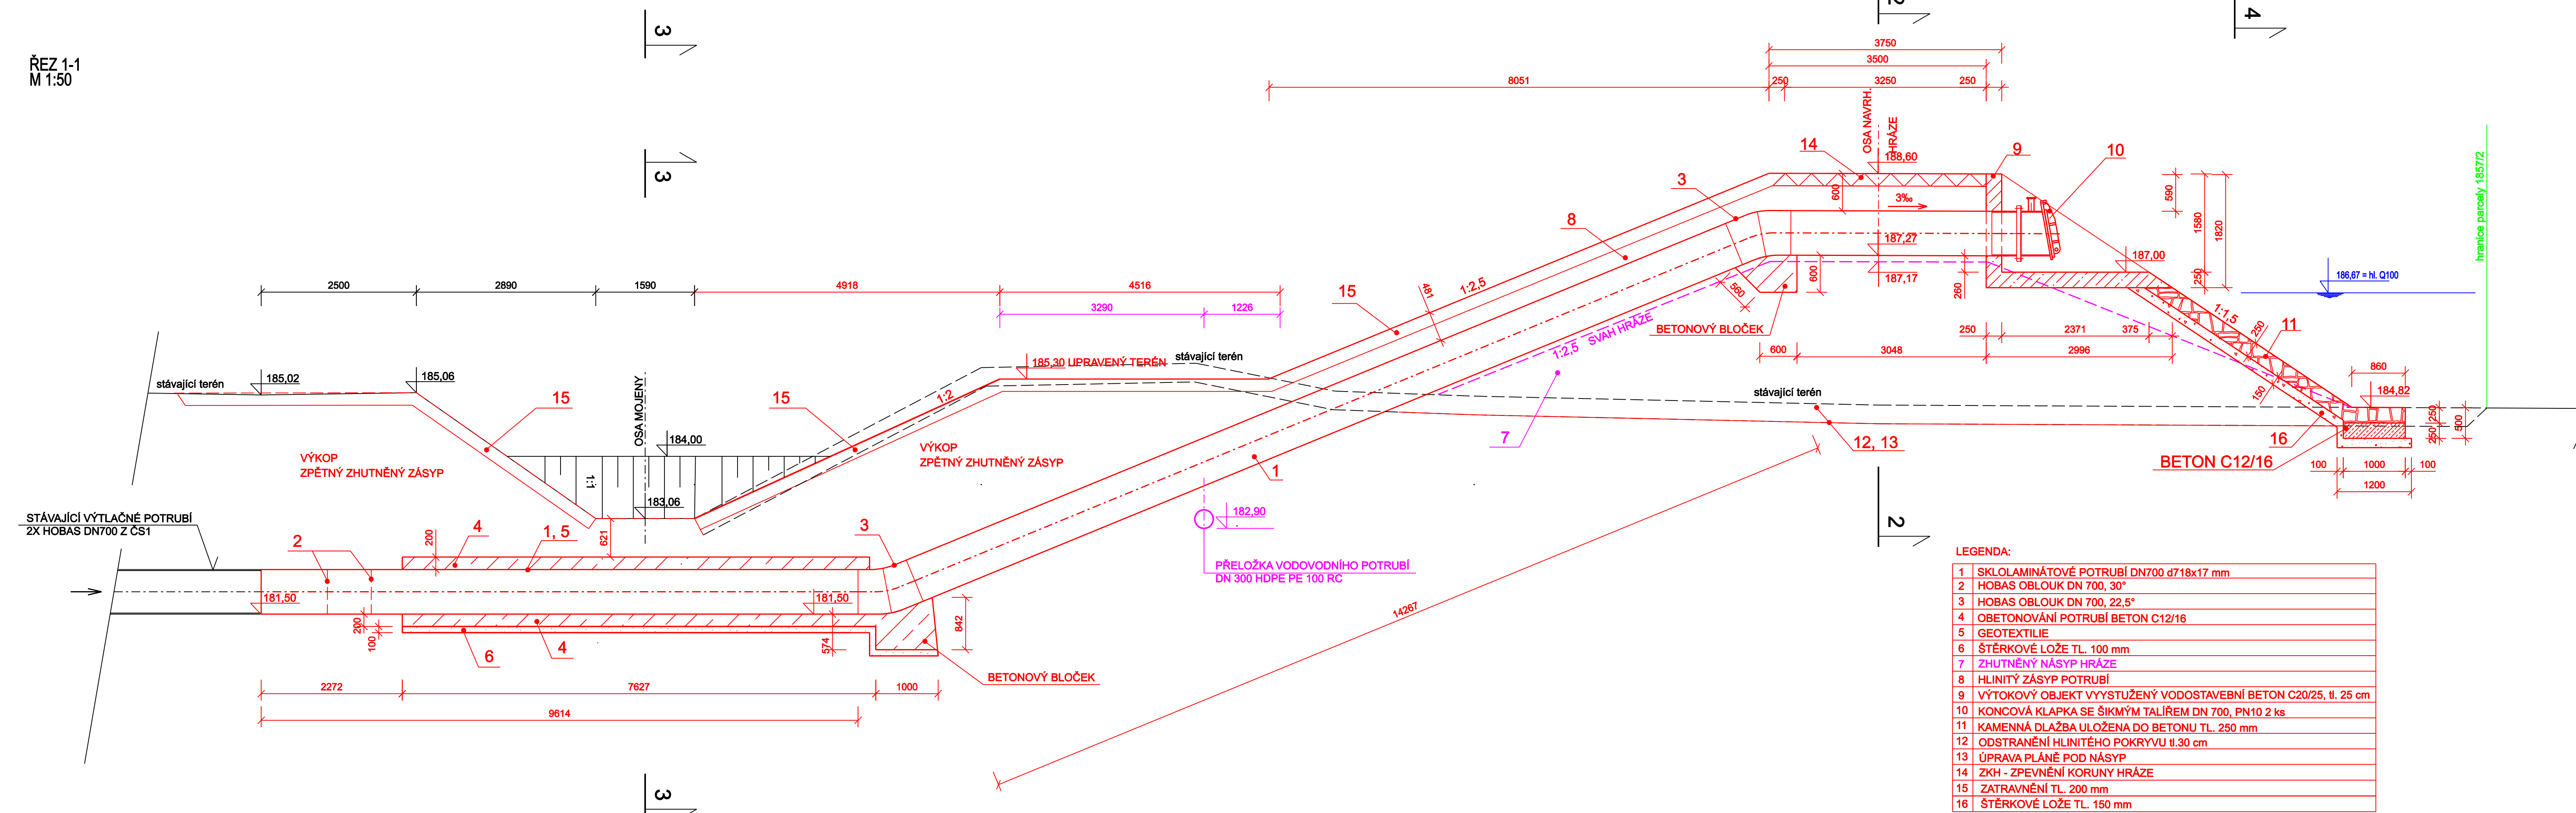 ŘEZ 1-1
M 1:50
3
3
2
4
3750
3500
8051
250
3250
250
OSA NAVRH.
HRÁZE
14
188,60
9
10
3
600
3‰
590
1580
1820
250
hranice parcely 1857/2
8
187,27
187,17
187,00
186,67 = hl. Q100
2500
2890
1590
4918
4516
3290
1226
15
481
1:2,5
560
600
260
BETONOVÝ BLOČEK
1:2,5
SVAH HRÁZE
250
2371
375
600
3048
2996
1:1,5
250
11
150
860
184,82
stávající terén
185,02
185,06
OSA MOJENY
185,30 UPRAVENÝ TERÉN
stávající terén
stávající terén
15
15
1:2
7
12, 13
16
250
250
500
184,00
VÝKOP
ZPĚTNÝ ZHUTNĚNÝ ZÁSYP
1:1
183,06
VÝKOP
ZPĚTNÝ ZHUTNĚNÝ ZÁSYP
1
BETON C12/16
100
1000
100
1200
STÁVAJÍCÍ VÝTLAČNÉ POTRUBÍ
2X HOBAS DN700 Z ČS1
2
200
4
1, 5
621
3
182,90
PŘELOŽKA VODOVODNÍHO POTRUBÍ
DN 300 HDPE PE 100 RC
2
181,50
181,50
200
100
6
4
574
842
BETONOVÝ BLOČEK
14267
2272
7627
1000
9614
3
LEGENDA:
1 SKLOLAMINÁTOVÉ POTRUBÍ DN700 d718x17 mm
2 HOBAS OBLOUK DN 700, 30°
3 HOBAS OBLOUK DN 700, 22,5°
4 OBETONOVÁNÍ POTRUBÍ BETON C12/16
5 GEOTEXTILIE
6 ŠTĚRKOVÉ LOŽE TL. 100 mm
7 ZHUTNĚNÝ NÁSYP HRÁZE
8 HLINITÝ ZÁSYP POTRUBÍ
9 VÝTOKOVÝ OBJEKT VYYSTUŽENÝ VODOSTAVEBNÍ BETON C20/25, tl. 25 cm
10 KONCOVÁ KLAPKA SE ŠIKMÝM TALÍŘEM DN 700, PN10 2 ks
11 KAMENNÁ DLAŽBA ULOŽENA DO BETONU TL. 250 mm
12 ODSTRANĚNÍ HLINITÉHO POKRYVU tl.30 cm
13 ÚPRAVA PLÁNĚ POD NÁSYP
14 ZKH - ZPEVNĚNÍ KORUNY HRÁZE
15 ZATRAVNĚNÍ TL. 200 mm
16 ŠTĚRKOVÉ LOŽE TL. 150 mm